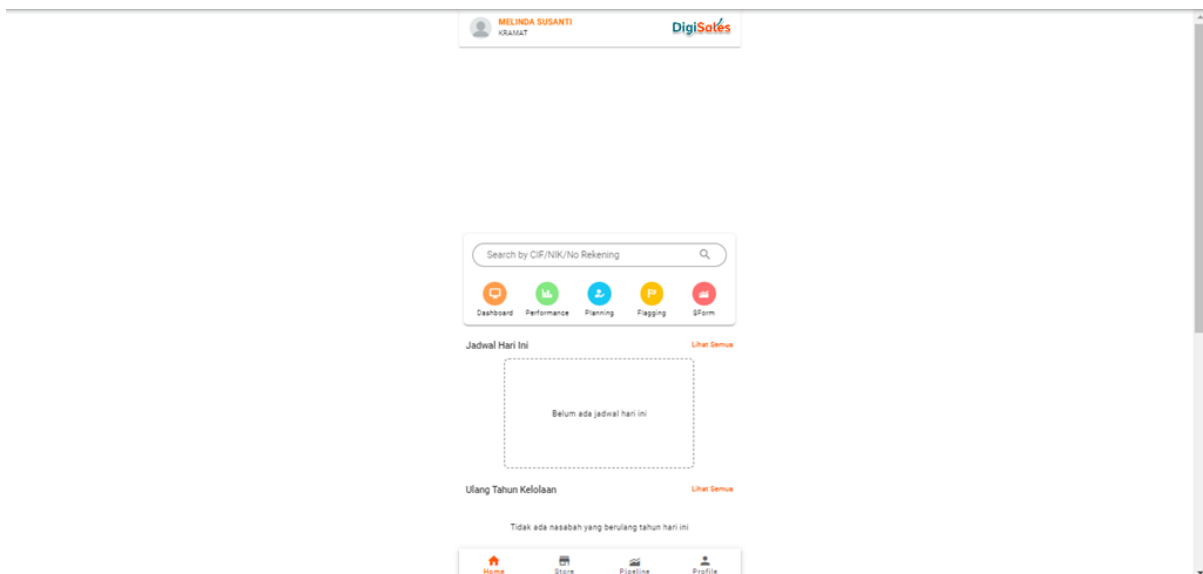 MELINDA SUSANTI
KRAMAT
DigiSales
Search by CIF/NIK/No Rekening
Dashboard Performance Planning Flagging @Form
Jadwal Hari Ini Lihat Semua
Belum ada jadwal hari ini
Ulang Tahun Kelolaan Lihat Semua
Tidak ada nasabah yang berulang tahun hari ini
Home Store Pipeline Profile